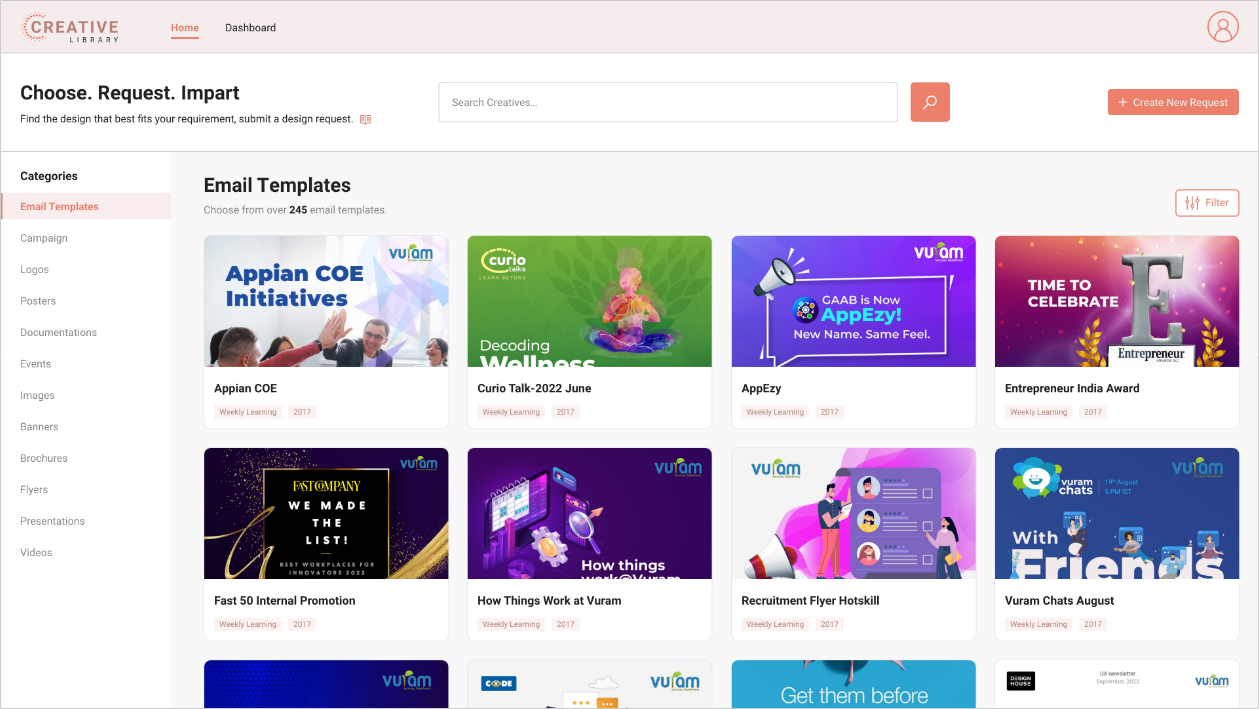 CREATIVE
LIBRARY
Home
Dashboard
Choose. Request. Impart
Find the design that best fits your requirement, submit a design request.
Search Creatives...
Create New Request
Categories
Email Templates
Campaign
Logos
Posters
Documentations
Events
Images
Banners
Brochures
Flyers
Presentations
Videos
Email Templates
Choose from over 245 email templates.
Filter
vuram
Appian COE
Initiatives
Appian COE
Weekly Learning
2017
curio
talks
LEARN BEYOND
Decoding
Wellness
Curio Talk-2022 June
Weekly Learning
2017
vuram
GAAB is Now
AppEzy!
New Name. Same Feel.
AppEzy
Weekly Learning
2017
TIME TO
CELEBRATE
E
Entrepreneur
Entrepreneur India Award
Weekly Learning
2017
vuram
FAST COMPANY
WE MADE
THE
LIST!
BEST WORKPLACES FOR
INNOVATORS 2022
Fast 50 Internal Promotion
Weekly Learning
2017
vuram
How things
work@Vuram
How Things Work at Vuram
Weekly Learning
2017
vuram
Recruitment Flyer Hotskill
Weekly Learning
2017
vuram
chats
19th August
5 PM IST
vuram
With
Friends
Vuram Chats August
Weekly Learning
2017
vuram
CODE
vuram
Get them before
DESIGN
HOUSE
UX newsletter
September, 2022
vuram